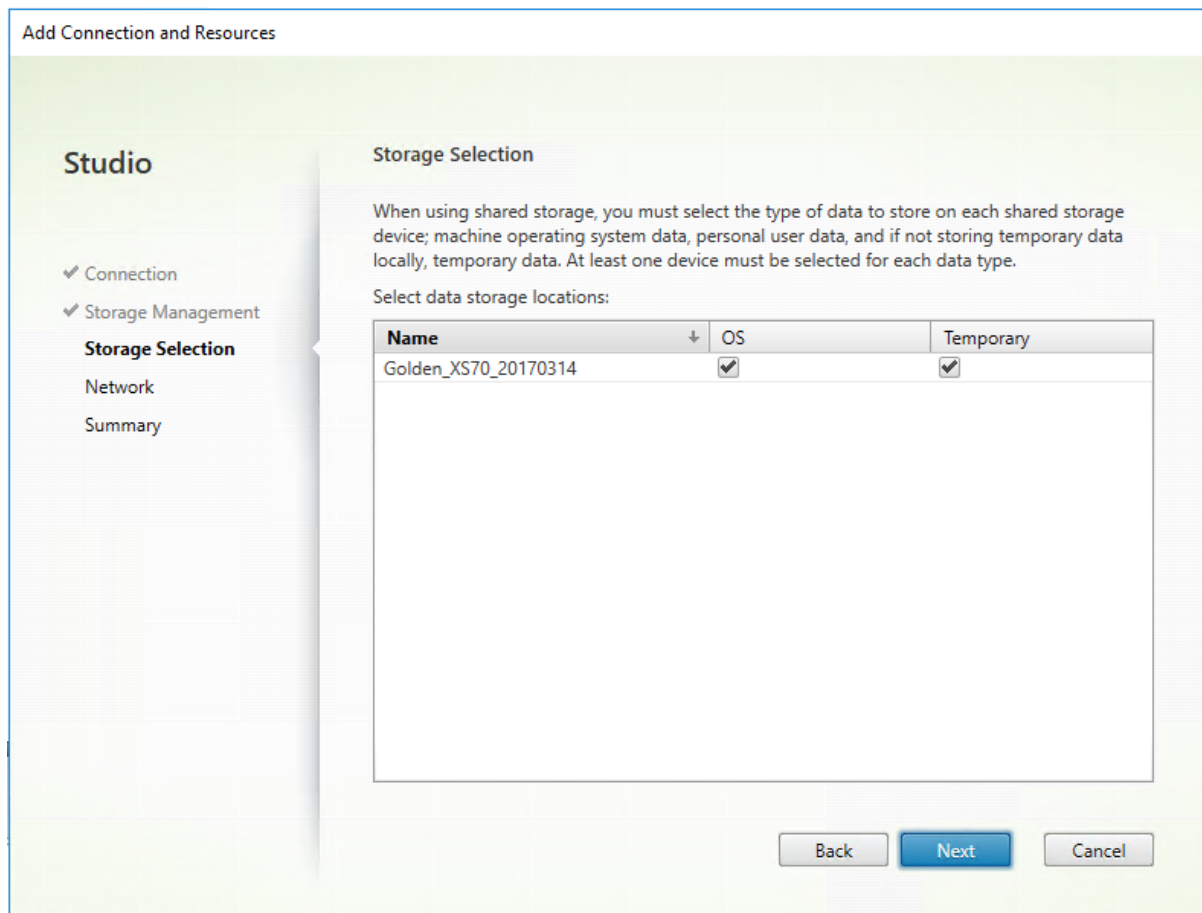 Add Connection and Resources
Studio
Connection
Storage Management
Storage Selection
Network
Summary
Storage Selection
When using shared storage, you must select the type of data to store on each shared storage
device; machine operating system data, personal user data, and if not storing temporary data
locally, temporary data. At least one device must be selected for each data type.
Select data storage locations:
Name OS Temporary
Golden_XS70_20170314
Back Next Cancel